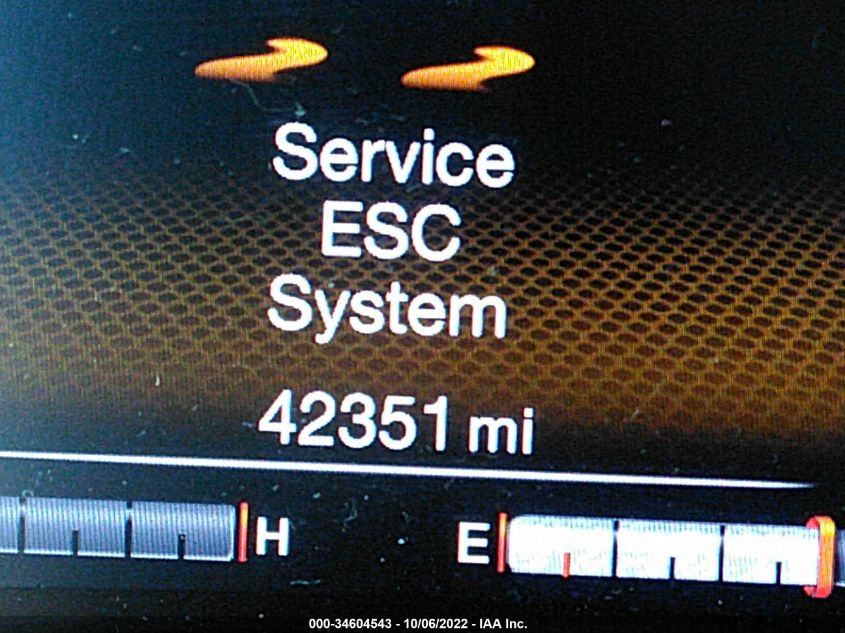 Service
ESC
System
42351 mi
H E
000-34604543 - 10/06/2022 - IAA Inc.